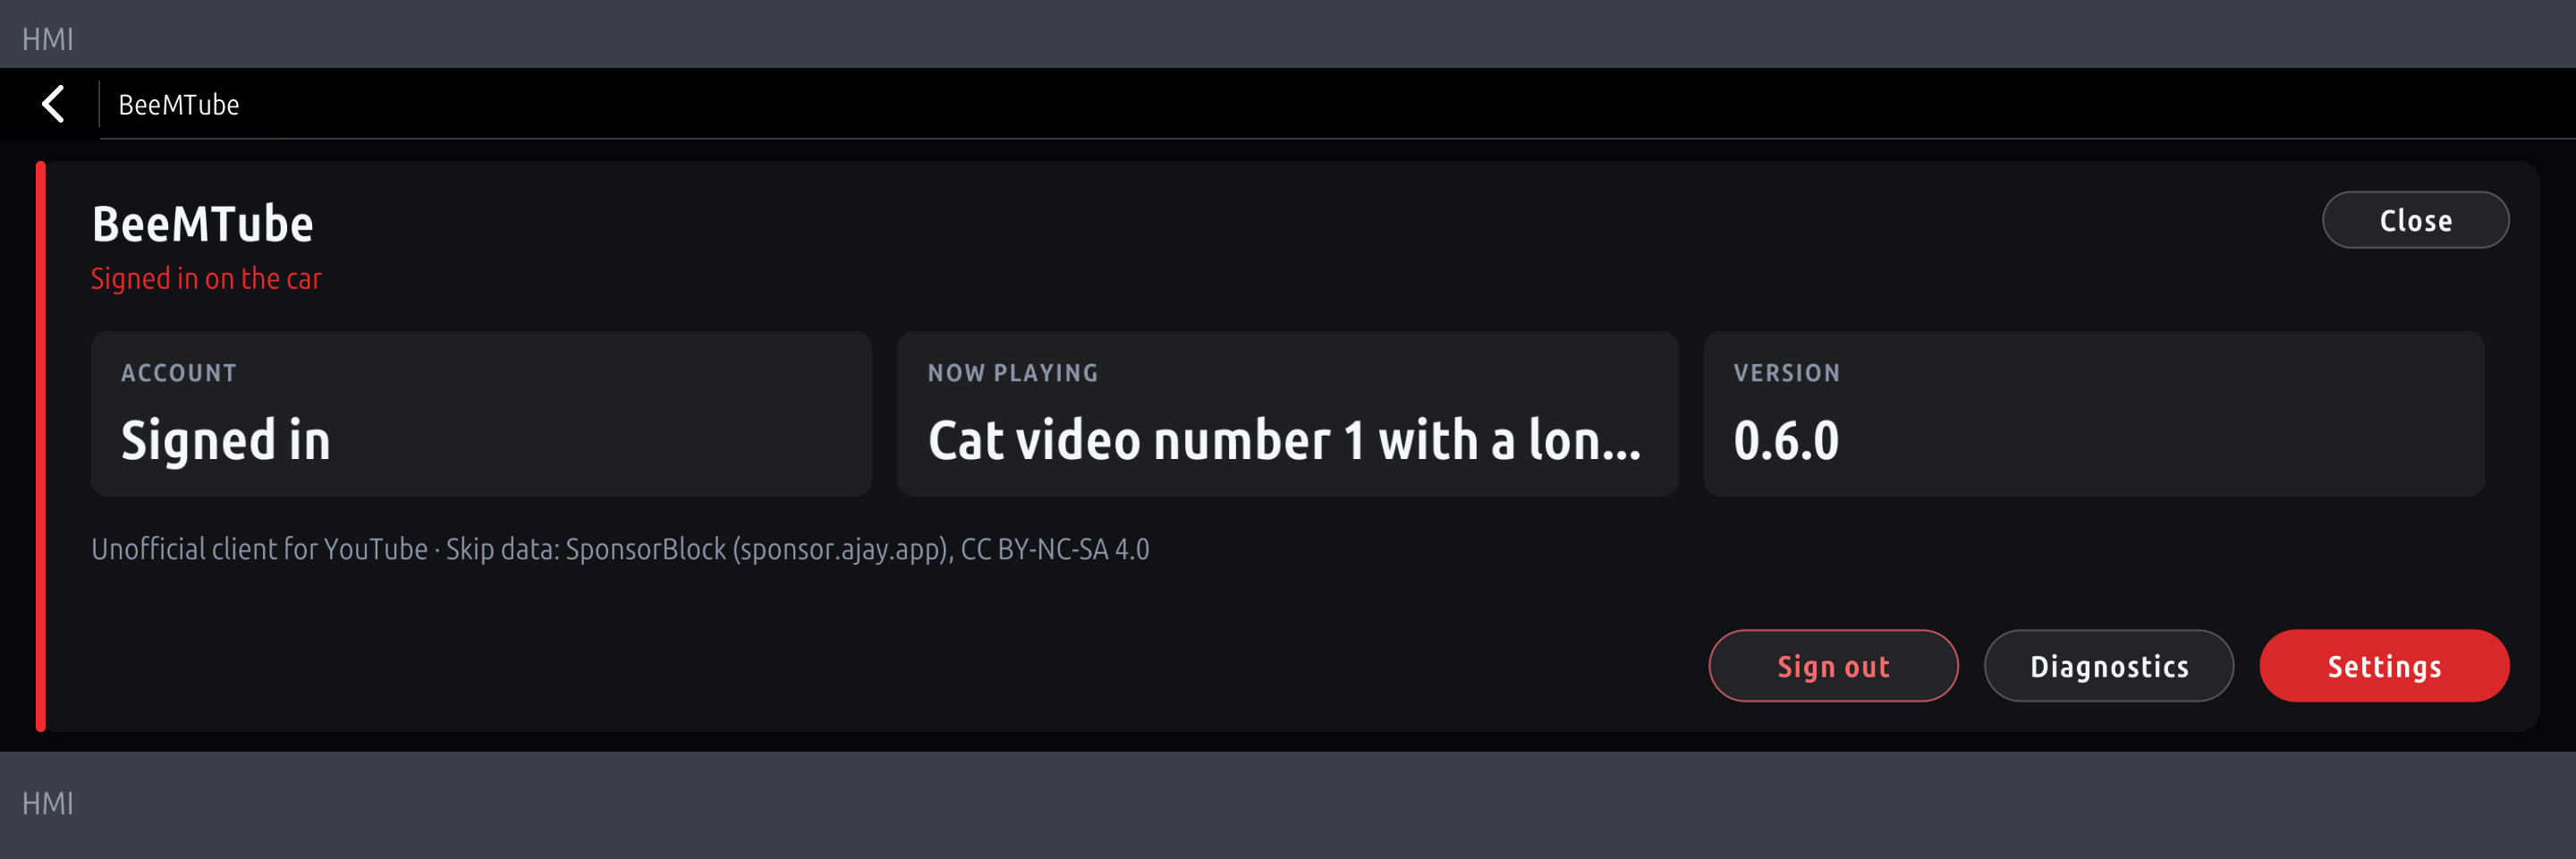 HMI
BeeMTube
BeeMTube
Close
Signed in on the car
ACCOUNT
Signed in
NOW PLAYING
Cat video number 1 with a lon...
VERSION
0.6.0
Unofficial client for YouTube · Skip data: SponsorBlock (sponsor.ajay.app), CC BY-NC-SA 4.0
Sign out
Diagnostics
Settings
HMI